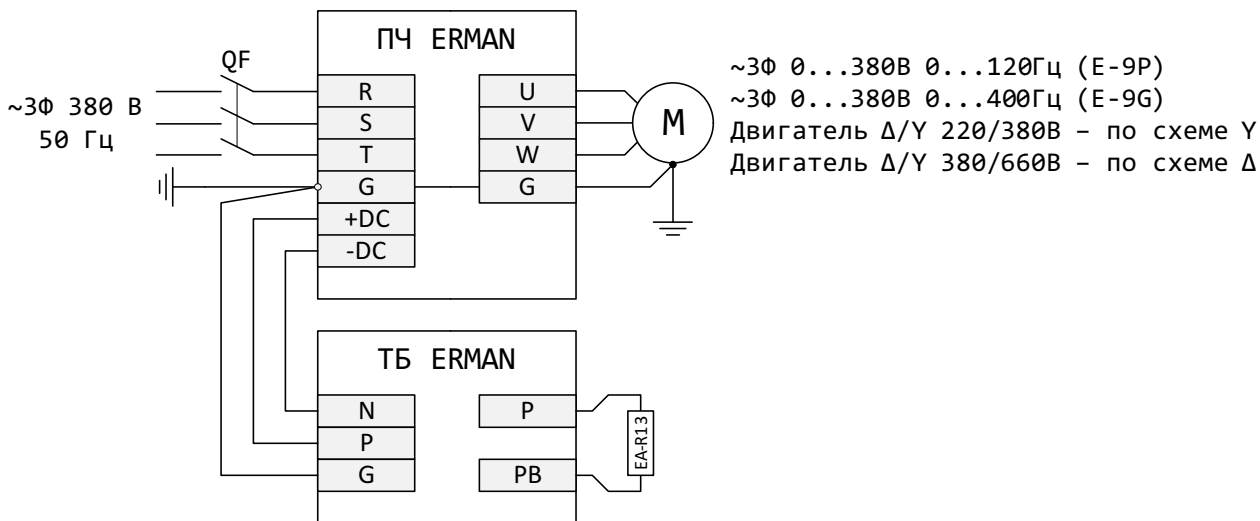 ПЧ ERMAN
QF
~3Ф 380 В
50 Гц
R
S
T
G
+DC
-DC
U
V
W
G
M
~3Ф 0...380В 0...120Гц (E-9P)
~3Ф 0...380В 0...400Гц (E-9G)
Двигатель Δ/Y 220/380В – по схеме Y
Двигатель Δ/Y 380/660В – по схеме Δ
ТБ ERMAN
N
P
G
P
PB
EA-R13